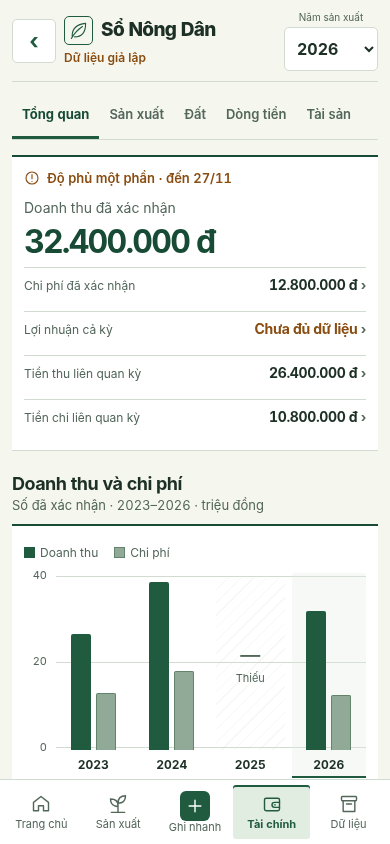 ‹
Sổ Nông Dân
Dữ liệu giả lập
Năm sản xuất
2026
Tổng quan Sản xuất Đất Dòng tiền Tài sản
Độ phủ một phần · đến 27/11
Doanh thu đã xác nhận
32.400.000 đ
Chi phí đã xác nhận 12.800.000 đ ›
Lợi nhuận cả kỳ Chưa đủ dữ liệu ›
Tiền thu liên quan kỳ 26.400.000 đ ›
Tiền chi liên quan kỳ 10.800.000 đ ›
Doanh thu và chi phí
Số đã xác nhận · 2023–2026 · triệu đồng
Doanh thu Chi phí
40
20
0
—
Thiếu
2023 2024 2025 2026
Trang chủ Sản xuất Ghi nhanh Tài chính Dữ liệu